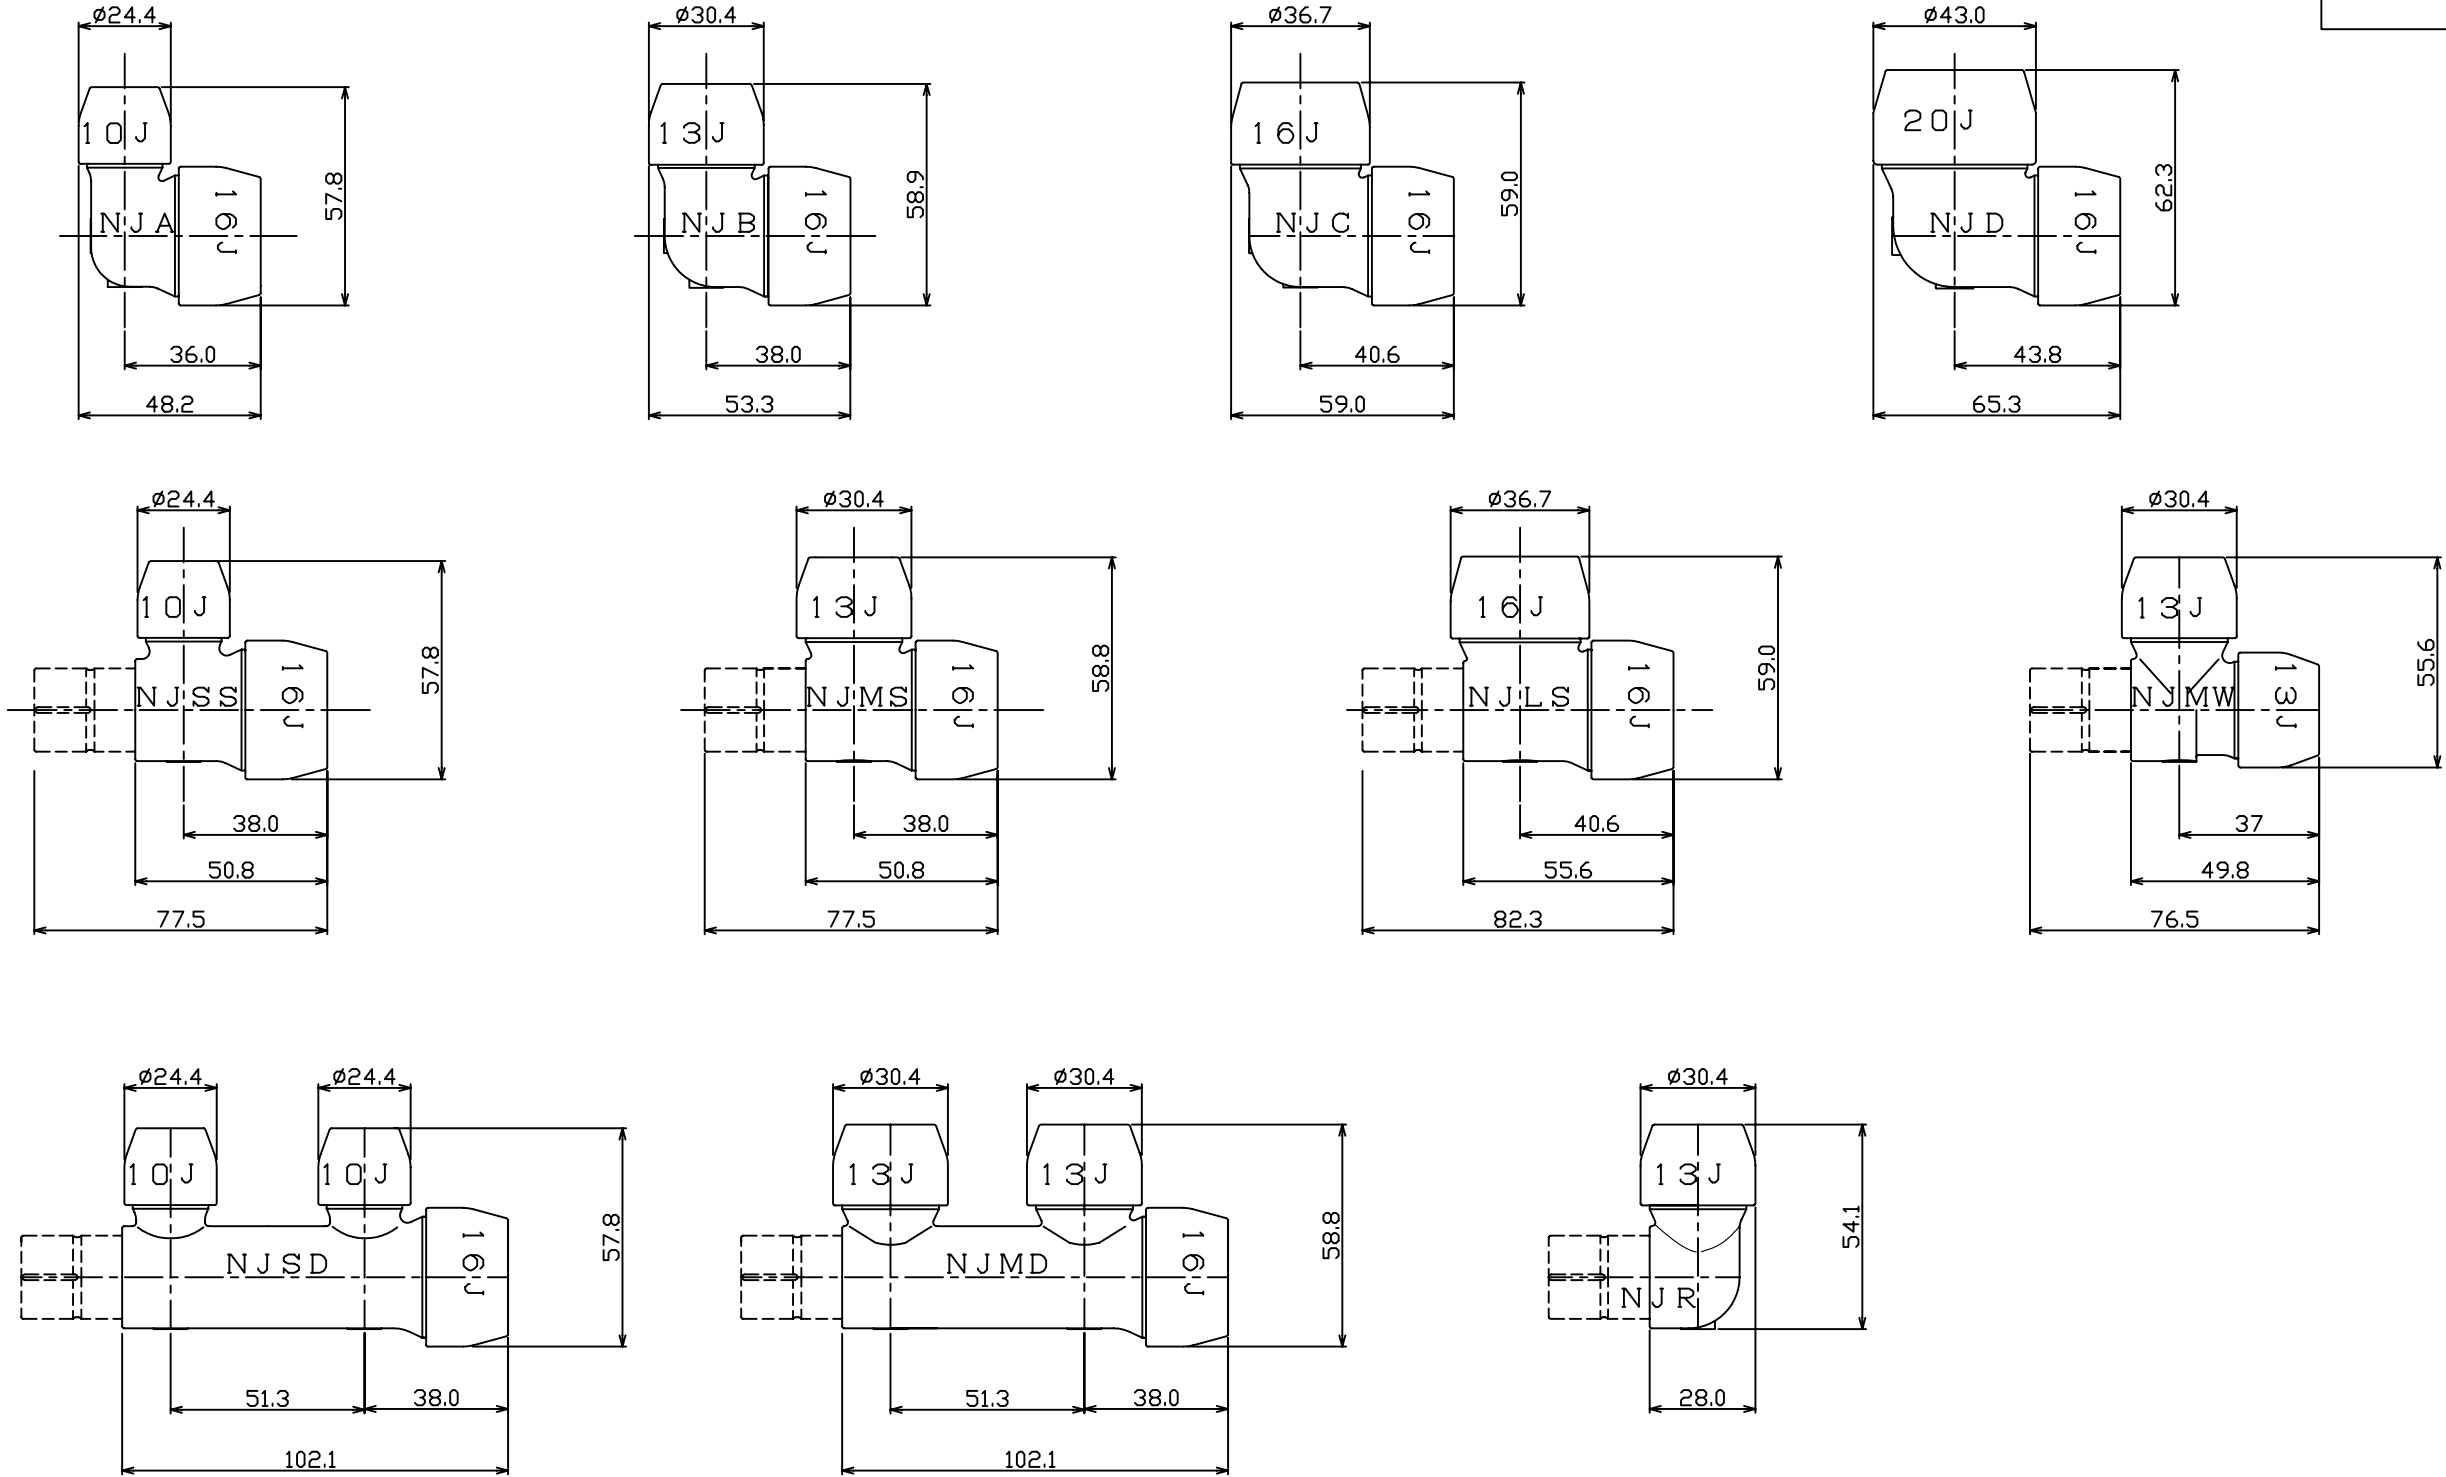 ø24.4
ø30.4
ø36.7
ø43.0
10J
13J
16J
20J
NJA
16J
57.8
NJB
16J
58.9
NJC
16J
59.0
NJD
16J
62.3
36.0
38.0
40.6
43.8
48.2
53.3
59.0
65.3
ø24.4
ø30.4
ø36.7
ø30.4
10J
13J
16J
13J
NJSS
16J
57.8
NJMS
16J
58.8
NJLS
16J
59.0
NJMW
13J
55.6
38.0
38.0
40.6
37
50.8
50.8
55.6
49.8
77.5
77.5
82.3
76.5
ø24.4
ø24.4
ø30.4
ø30.4
ø30.4
10J
10J
13J
13J
13J
NJSD
16J
57.8
NJMD
16J
58.8
NJR
54.1
51.3
38.0
51.3
38.0
28.0
102.1
102.1